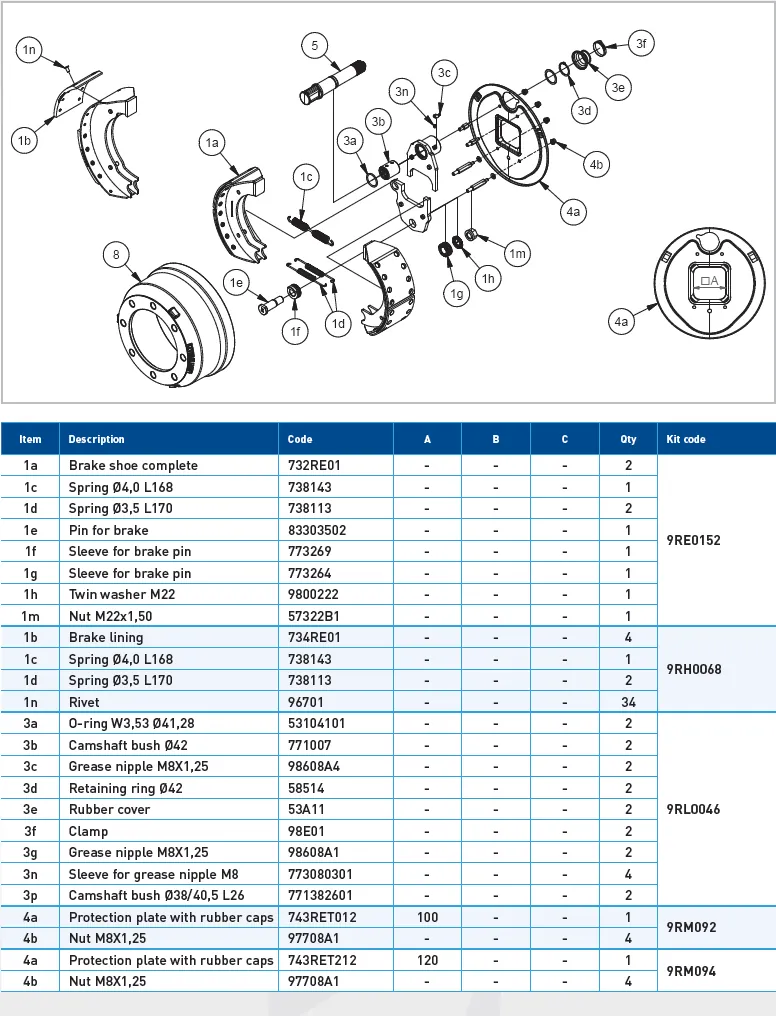 1n
1b
1a
5
3c
3n
3b
3a
1c
3f
3e
3d
4b
4a
8
1e
1f
1d
1g
1h
1m
4a
□A
Item Description Code A B C Qty Kit code
1a Brake shoe complete 732RE01 - - - 2
1c Spring Ø4,0 L168 738143 - - - 1
1d Spring Ø3,5 L170 738113 - - - 2
1e Pin for brake 83303502 - - - 1
9RE0152
1f Sleeve for brake pin 773269 - - - 1
1g Sleeve for brake pin 773264 - - - 1
1h Twin washer M22 9800222 - - - 1
1m Nut M22x1,50 57322B1 - - - 1
1b Brake lining 734RE01 - - - 4
1c Spring Ø4,0 L168 738143 - - - 1
9RH0068
1d Spring Ø3,5 L170 738113 - - - 2
1n Rivet 96701 - - - 34
3a O-ring W3,53 Ø41,28 53104101 - - - 2
3b Camshaft bush Ø42 771007 - - - 2
3c Grease nipple M8X1,25 98608A4 - - - 2
3d Retaining ring Ø42 58514 - - - 2
3e Rubber cover 53A11 - - - 2 9RL0046
3f Clamp 98E01 - - - 2
3g Grease nipple M8X1,25 98608A1 - - - 2
3n Sleeve for grease nipple M8 773080301 - - - 4
3p Camshaft bush Ø38/40,5 L26 771382601 - - - 2
4a Protection plate with rubber caps 743RET012 100 - - 1
9RM092
4b Nut M8X1,25 97708A1 - - - 4
4a Protection plate with rubber caps 743RET212 120 - - 1
9RM094
4b Nut M8X1,25 97708A1 - - - 4